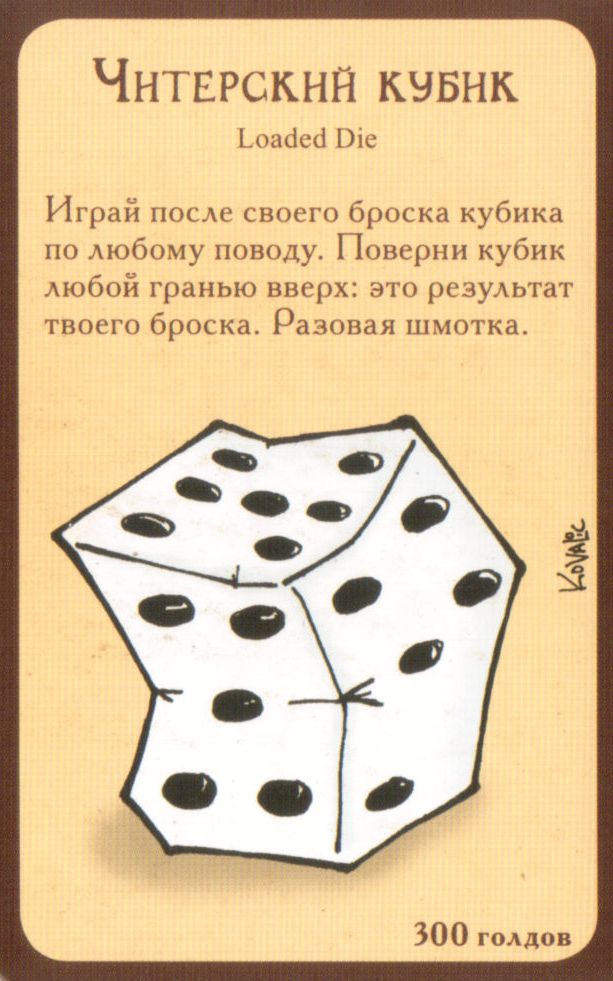 Читерский кубик
Loaded Die
Играй после своего броска кубика
по любому поводу. Поверни кубик
любой гранью вверх: это результат
твоего броска. Разовая шмотка.
Kovalic
300 голдов